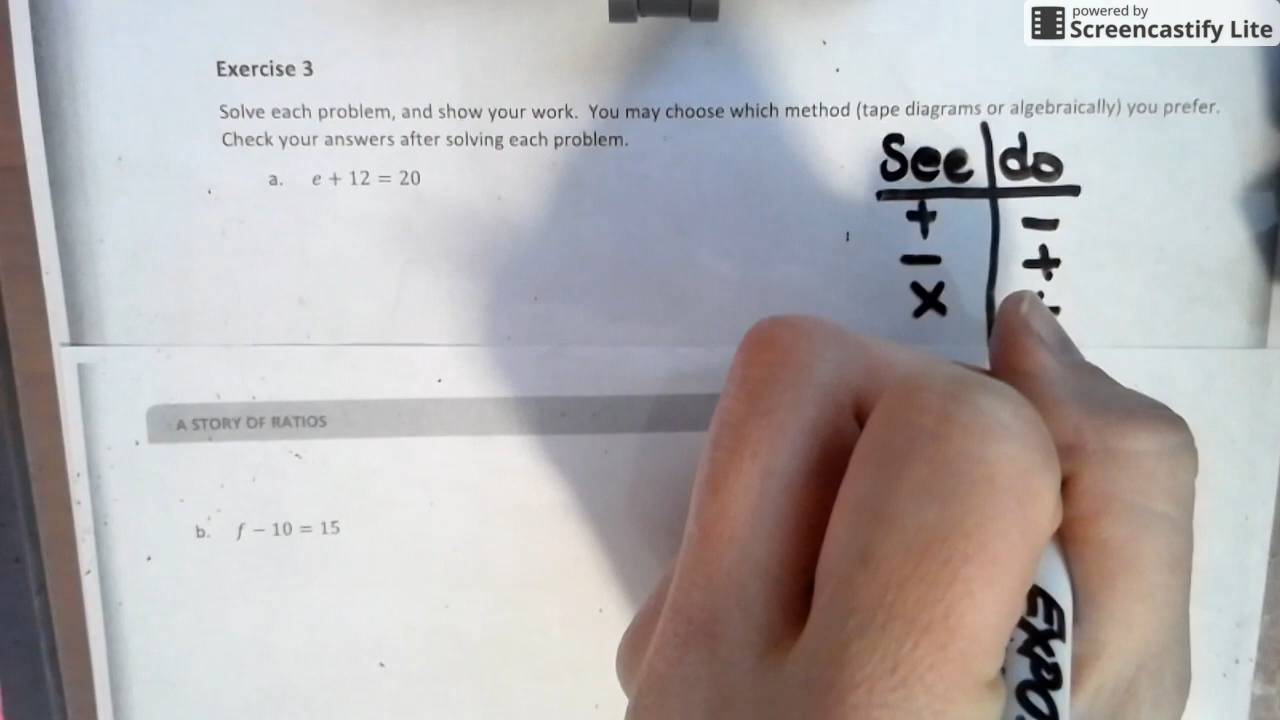 powered by
Screencastify Lite
Exercise 3
Solve each problem, and show your work. You may choose which method (tape diagrams or algebraically) you prefer.
Check your answers after solving each problem.
See | do
a. e + 12 = 20
+ −
− +
×
A STORY OF RATIOS
b. f − 10 = 15
EXPO